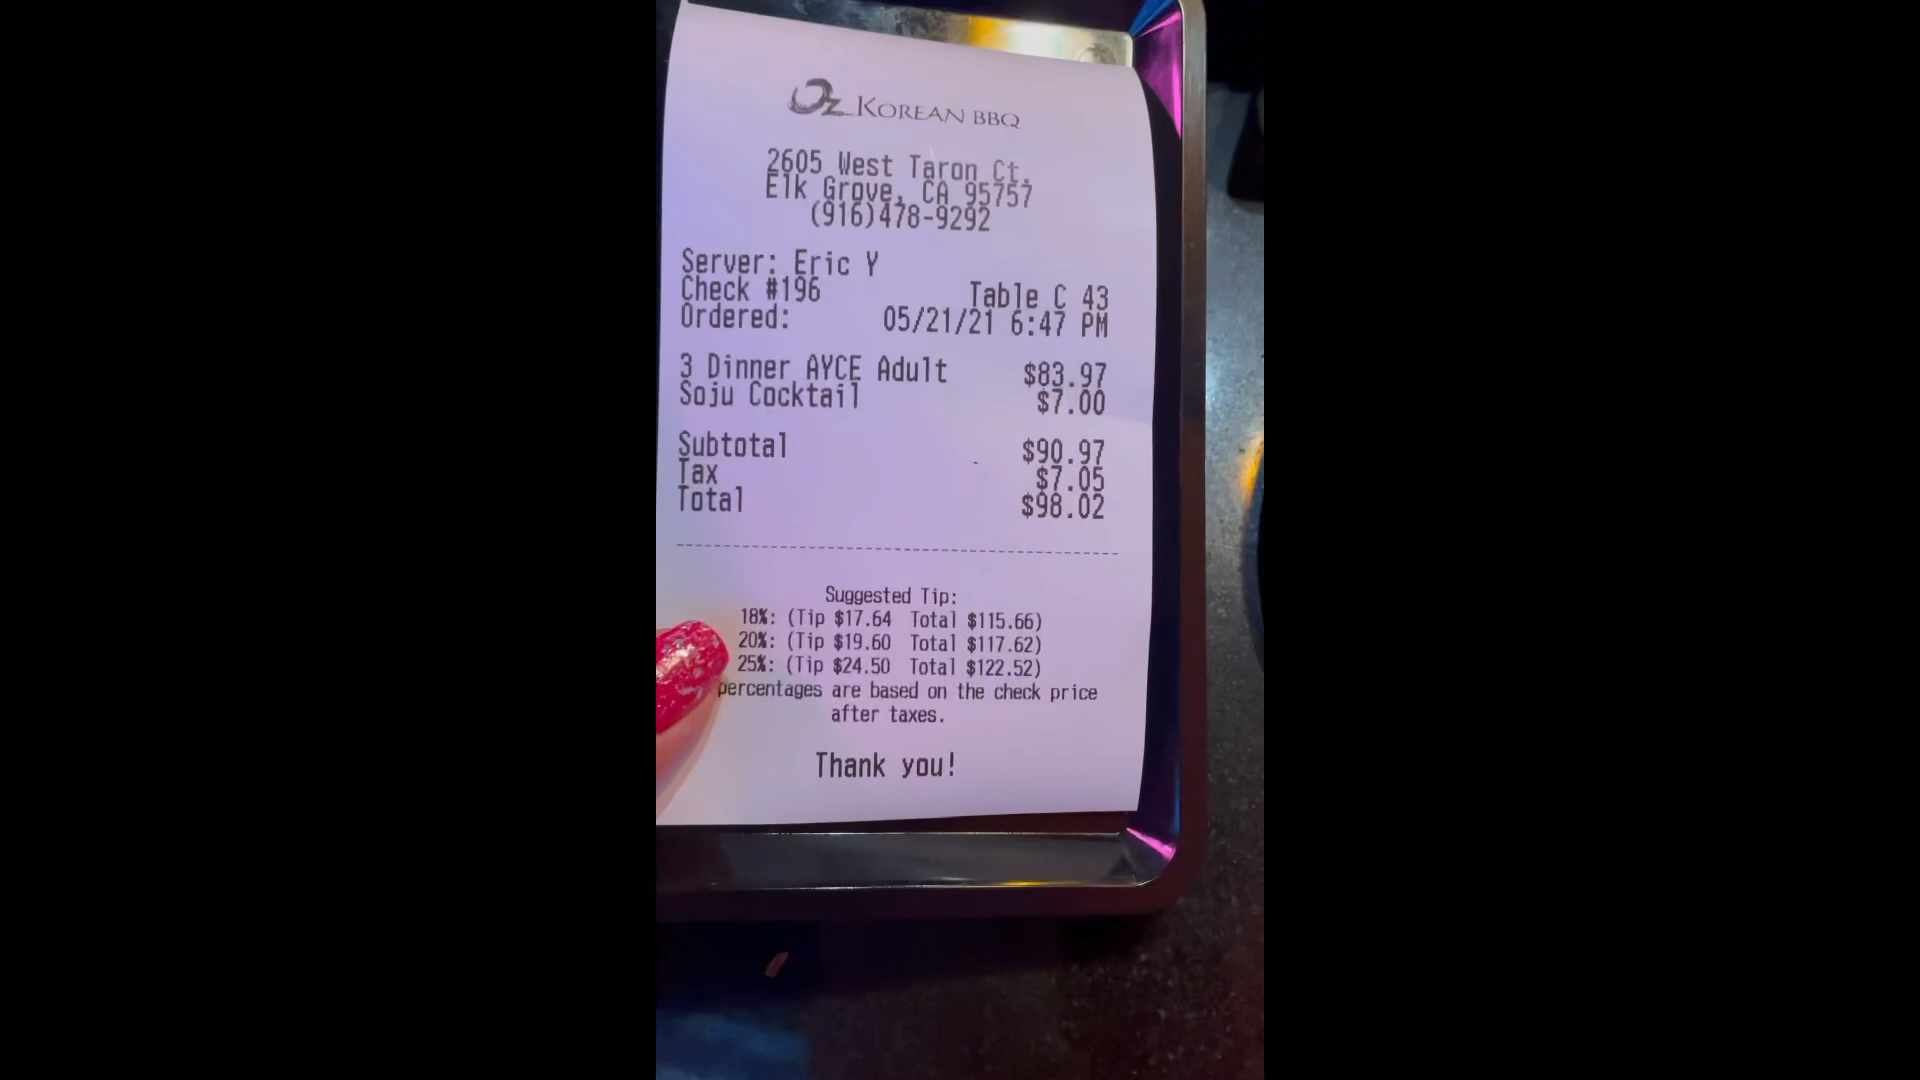 Oz KOREAN BBQ
2605 West Taron Ct.
Elk Grove, CA 95757
(916)478-9292
Server: Eric Y
Check #196 Table C 43
Ordered: 05/21/21 6:47 PM
3 Dinner AYCE Adult $83.97
Soju Cocktail $7.00
Subtotal $90.97
Tax $7.05
Total $98.02
Suggested Tip:
18%: (Tip $17.64 Total $115.66)
20%: (Tip $19.60 Total $117.62)
25%: (Tip $24.50 Total $122.52)
percentages are based on the check price
after taxes.
Thank you!